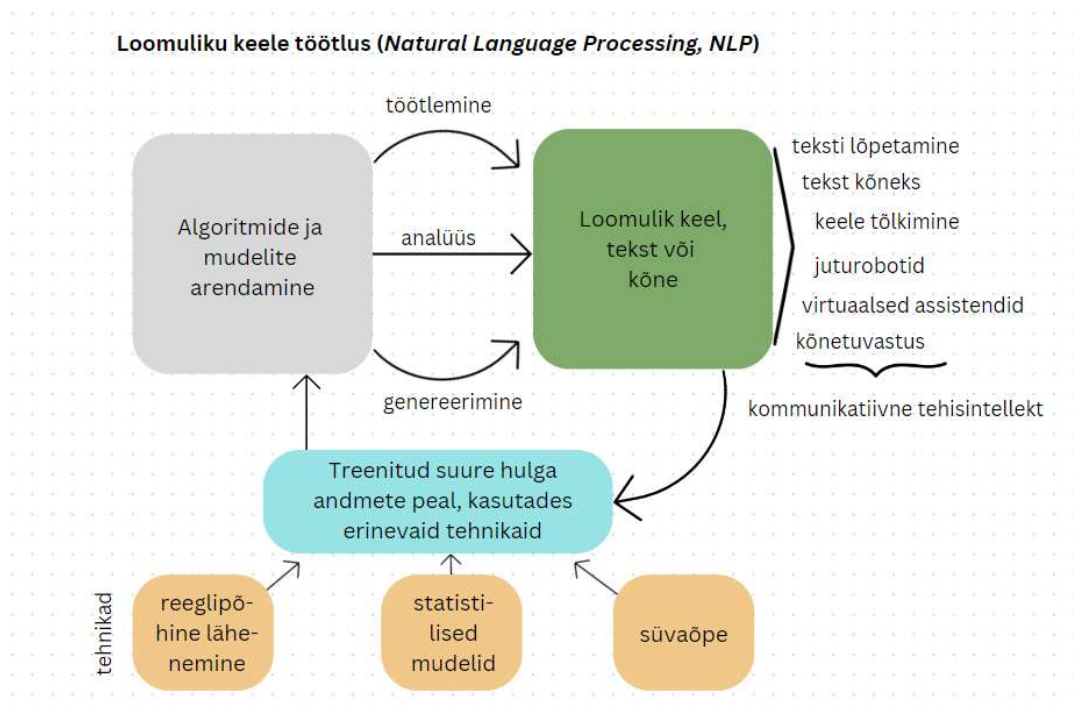 Loomuliku keele töötlus (Natural Language Processing, NLP)
töötlemine
Algoritmide ja
mudelite
arendamine
analüüs
genereerimine
Loomulik keel,
tekst või
kõne
teksti lõpetamine
tekst kõneks
keele tõlkimine
juturobotid
virtuaalsed assistendid
kõnetuvastus
kommunikatiivne tehisintellekt
Treenitud suure hulga
andmete peal, kasutades
erinevaid tehnikaid
tehnikad
reeglipõ-
hine lähe-
nemine
statisti-
lised
mudelid
süvaõpe